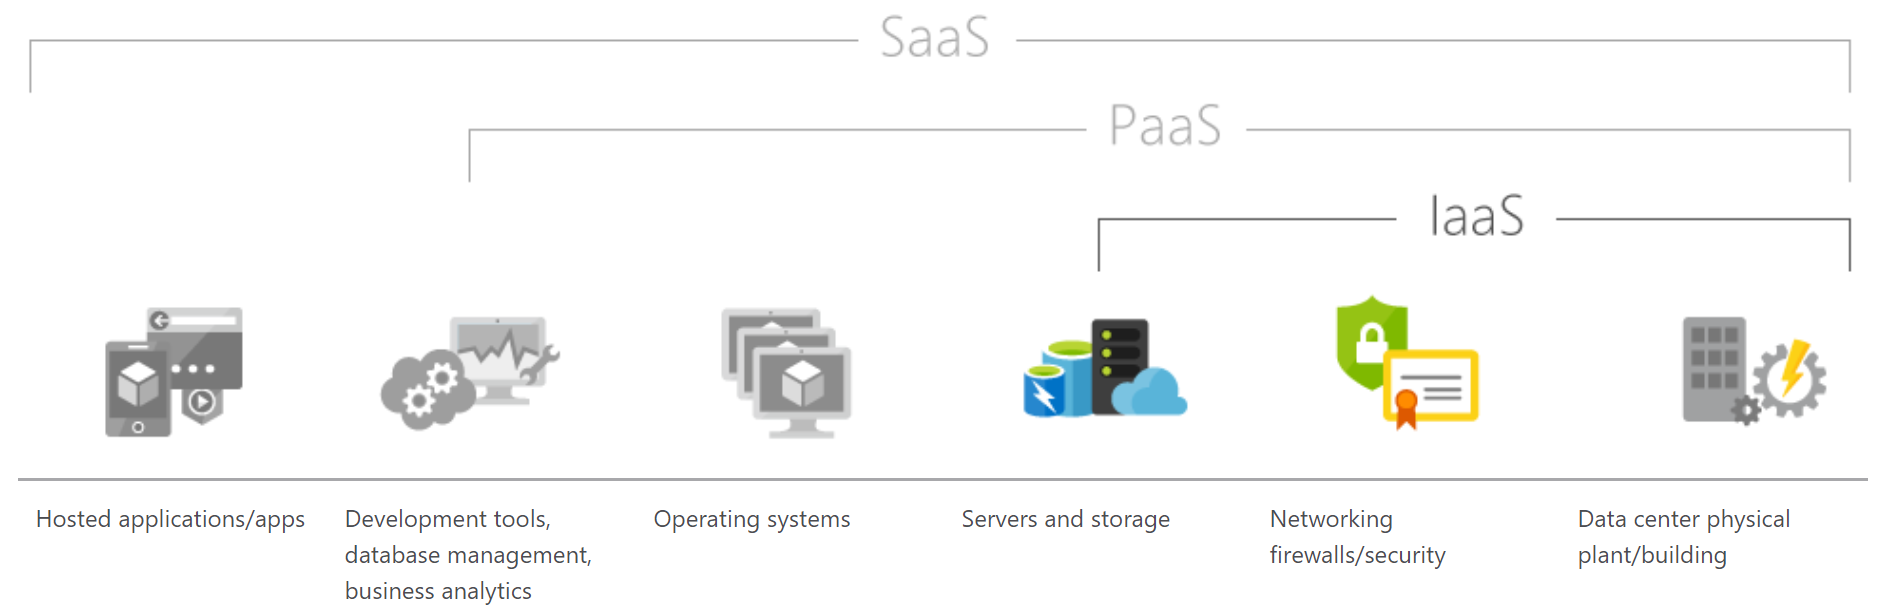 SaaS
PaaS
IaaS
Hosted applications/apps
Development tools,
database management,
business analytics
Operating systems
Servers and storage
Networking
firewalls/security
Data center physical
plant/building